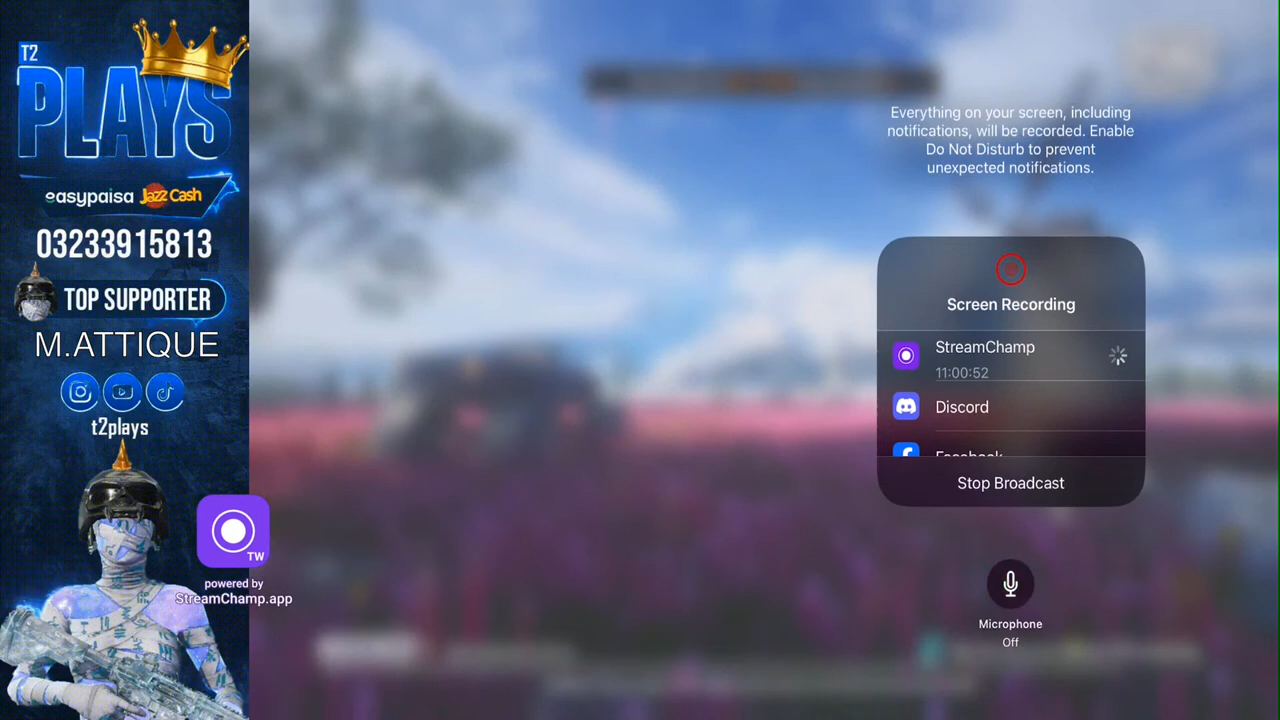 T2
PLAYS
easypaisa JazzCash
03233915813
TOP SUPPORTER
M.ATTIQUE
t2plays
TW
powered by
StreamChamp.app
Everything on your screen, including
notifications, will be recorded. Enable
Do Not Disturb to prevent
unexpected notifications.
Screen Recording
StreamChamp
11:00:52
Discord
Facebook
Stop Broadcast
Microphone
Off